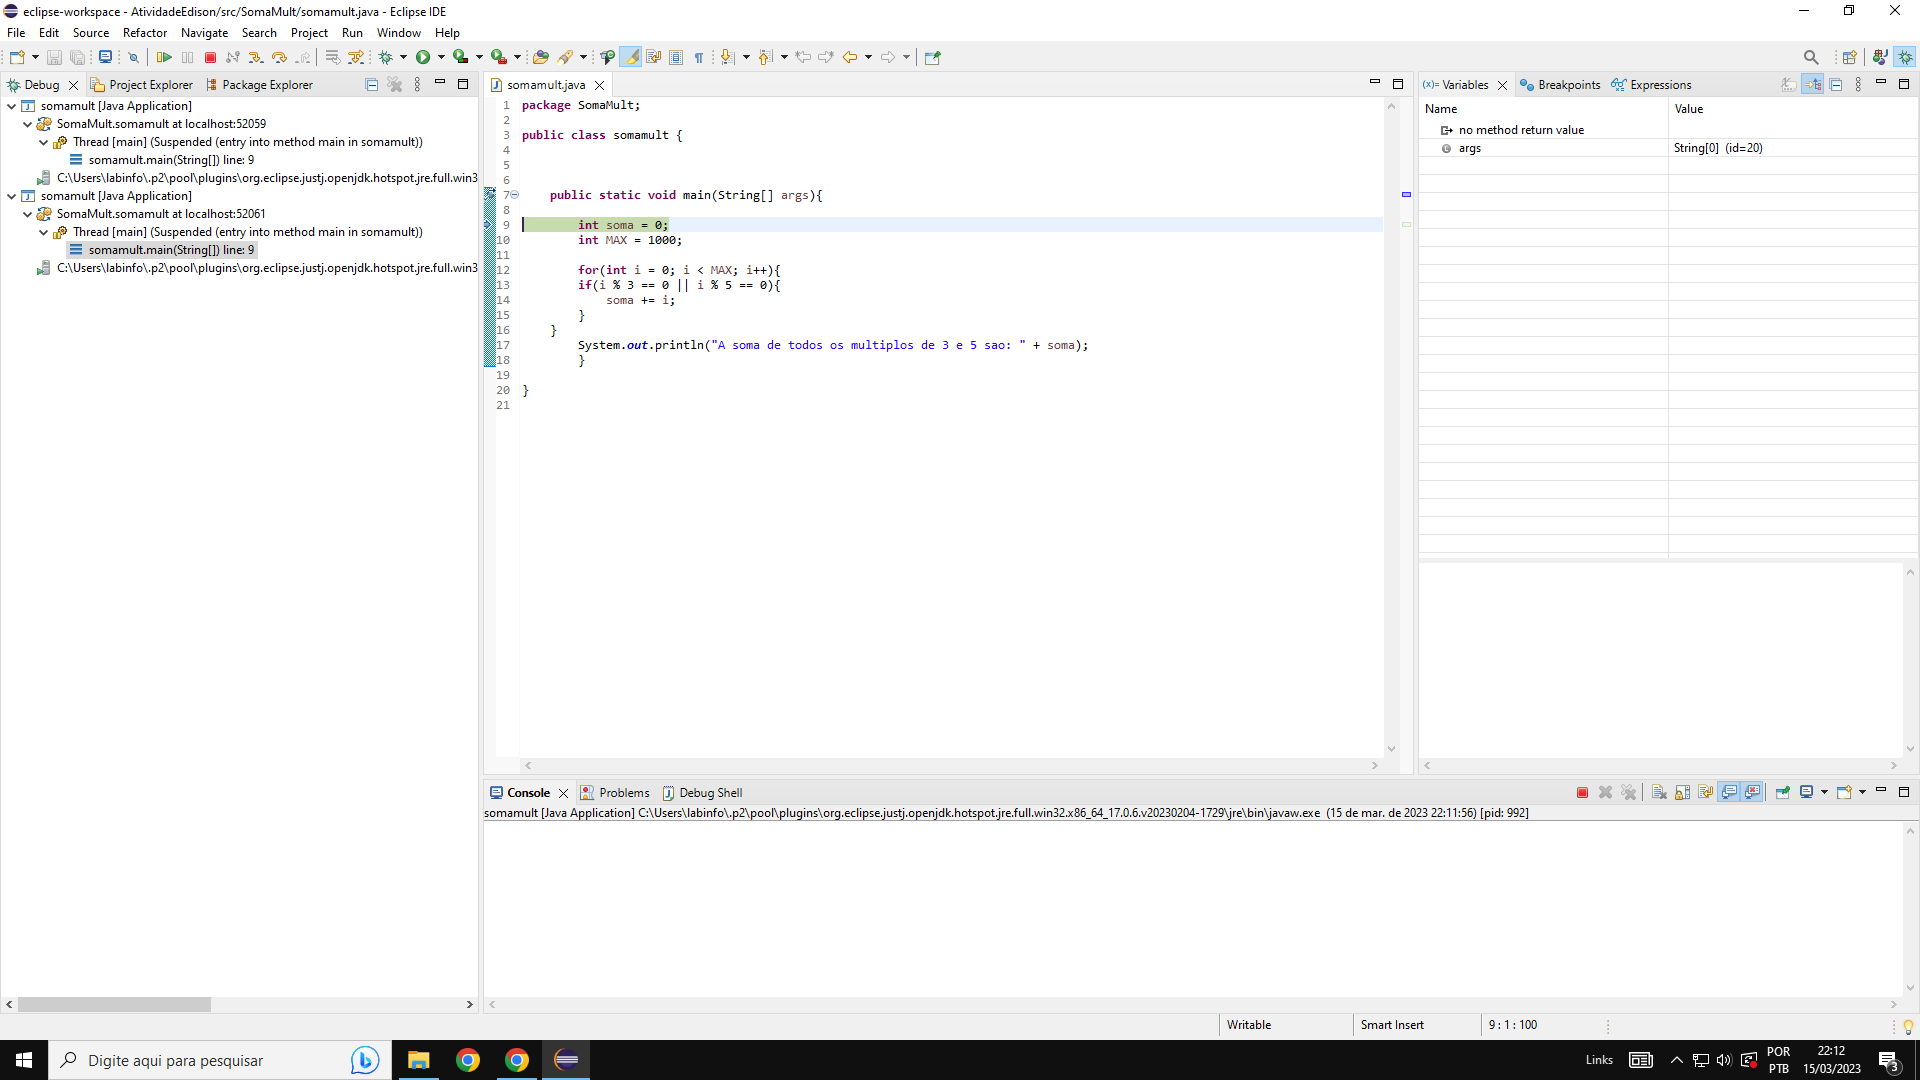 eclipse-workspace - AtividadeEdison/src/SomaMult/somamult.java - Eclipse IDE
File Edit Source Refactor Navigate Search Project Run Window Help
Debug Project Explorer Package Explorer
somamult [Java Application]
SomaMult.somamult at localhost:52059
Thread [main] (Suspended (entry into method main in somamult))
somamult.main(String[]) line: 9
C:\Users\labinfo\.p2\pool\plugins\org.eclipse.justj.openjdk.hotspot.jre.full.win3
somamult [Java Application]
SomaMult.somamult at localhost:52061
Thread [main] (Suspended (entry into method main in somamult))
somamult.main(String[]) line: 9
C:\Users\labinfo\.p2\pool\plugins\org.eclipse.justj.openjdk.hotspot.jre.full.win3
somamult.java
1 package SomaMult;
2
3 public class somamult {
4
5
6
7 public static void main(String[] args){
8
9 int soma = 0;
10 int MAX = 1000;
11
12 for(int i = 0; i < MAX; i++){
13 if(i % 3 == 0 || i % 5 == 0){
14 soma += i;
15 }
16 }
17 System.out.println("A soma de todos os multiplos de 3 e 5 sao: " + soma);
18 }
19
20 }
21
(x)= Variables Breakpoints Expressions
Name Value
no method return value
args String[0] (id=20)
Console Problems Debug Shell
somamult [Java Application] C:\Users\labinfo\.p2\pool\plugins\org.eclipse.justj.openjdk.hotspot.jre.full.win32.x86_64_17.0.6.v20230204-1729\jre\bin\javaw.exe (15 de mar. de 2023 22:11:56) [pid: 992]
Writable Smart Insert 9 : 1 : 100
Digite aqui para pesquisar
Links
POR
PTB
22:12
15/03/2023
3